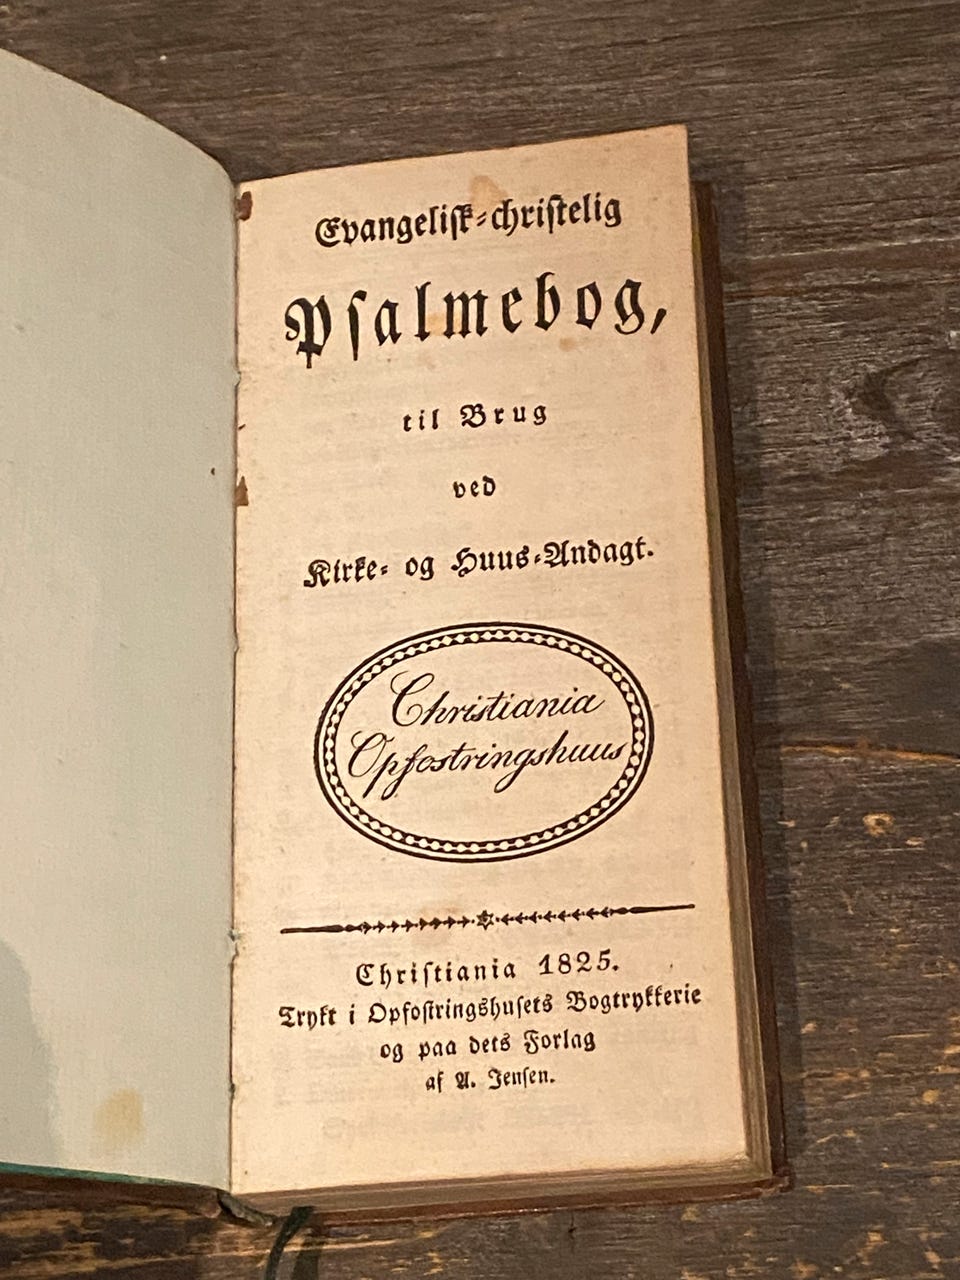 Evangelisk-christelig
Psalmebog,
til Brug
ved
Kirke- og Huus-Andagt.
Christiania
Opfostringshuus
Christiania 1825.
Trykt i Opfostringshusets Bogtrykkerie
og paa dets Forlag
af A. Jensen.